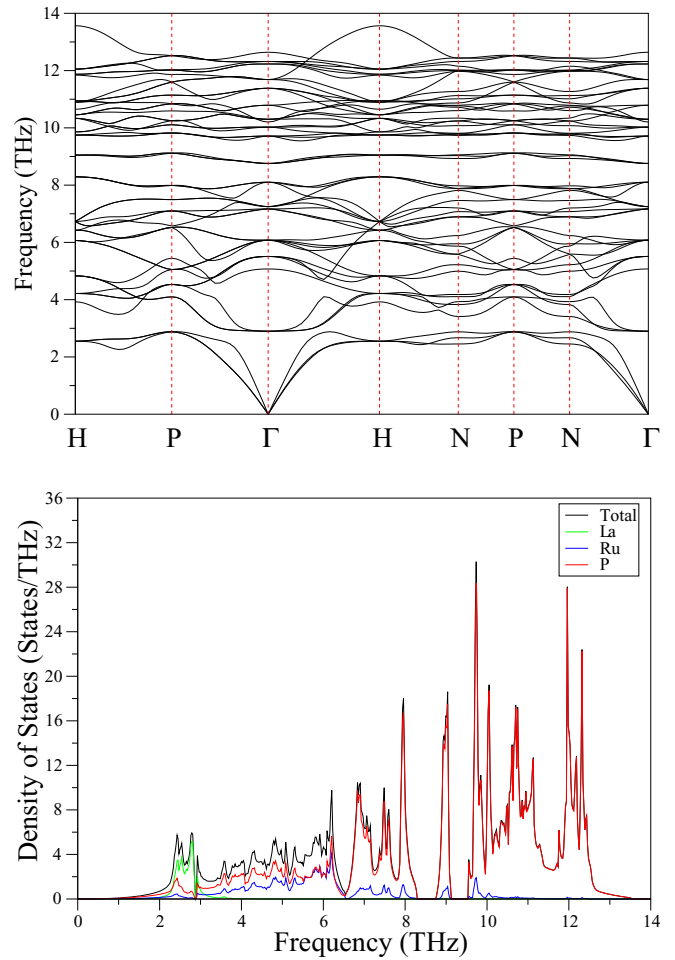 14
12
10
8
6
4
2
0
Frequency (THz)
H P Γ H N P N Γ
36
32
28
24
20
16
12
8
4
0
Density of States (States/THz)
Total
La
Ru
P
0 2 4 6 8 10 12 14
Frequency (THz)